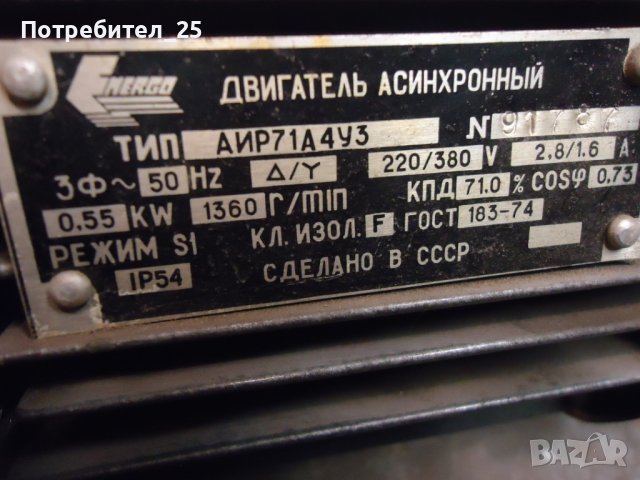 Потребител 25
ENERGO
ДВИГАТЕЛЬ АСИНХРОННЫЙ
ТИП АИР71А4У3 N 91787
3Ф~ 50 Hz Δ/Y 220/380 V 2.8/1.6 A.
0.55 KW 1360 r/min КПД 71.0 % COSφ 0.73
РЕЖИМ S1 КЛ. ИЗОЛ. F ГОСТ 183-74
IP54 СДЕЛАНО В СССР
BAZAR